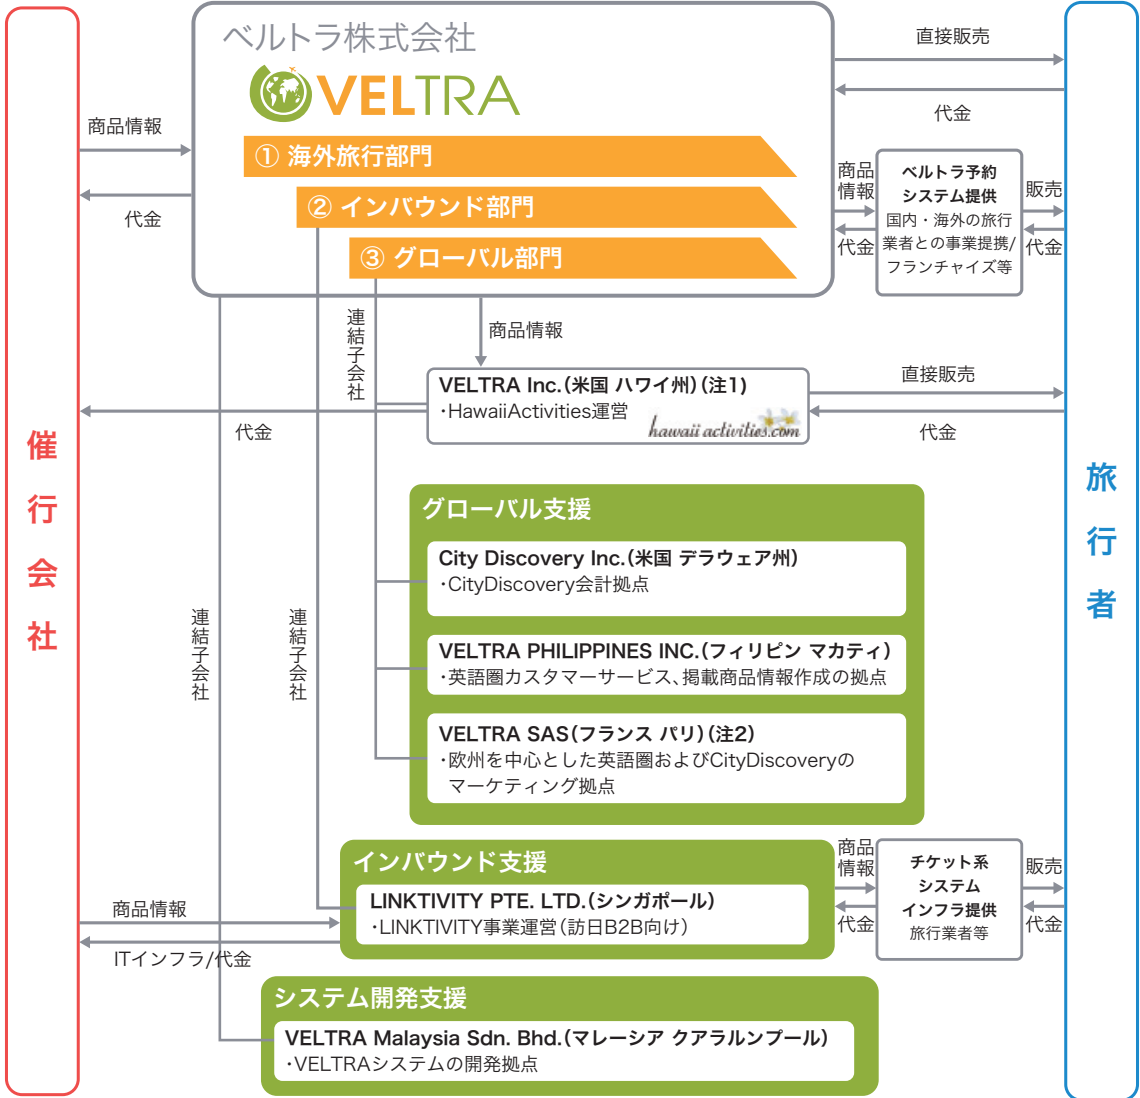 ベルトラ株式会社
VELTRA
① 海外旅行部門
② インバウンド部門
③ グローバル部門
商品情報
代金
直接販売
代金
商品
情報
代金
ベルトラ予約
システム提供
国内・海外の旅行
業者との事業提携/
フランチャイズ等
販売
代金
連結子会社
商品情報
VELTRA Inc.(米国 ハワイ州)(注1)
・HawaiiActivities運営
hawaii activities.com
直接販売
代金
代金
催行会社
旅行者
グローバル支援
City Discovery Inc.(米国 デラウェア州)
・CityDiscovery会計拠点
VELTRA PHILIPPINES INC.(フィリピン マカティ)
・英語圏カスタマーサービス、掲載商品情報作成の拠点
VELTRA SAS(フランス パリ)(注2)
・欧州を中心とした英語圏およびCityDiscoveryの
マーケティング拠点
連結子会社
連結子会社
インバウンド支援
LINKTIVITY PTE. LTD.(シンガポール)
・LINKTIVITY事業運営(訪日B2B向け)
商品情報
ITインフラ/代金
商品
情報
代金
チケット系
システム
インフラ提供
旅行業者等
販売
代金
システム開発支援
VELTRA Malaysia Sdn. Bhd.(マレーシア クアラルンプール)
・VELTRAシステムの開発拠点